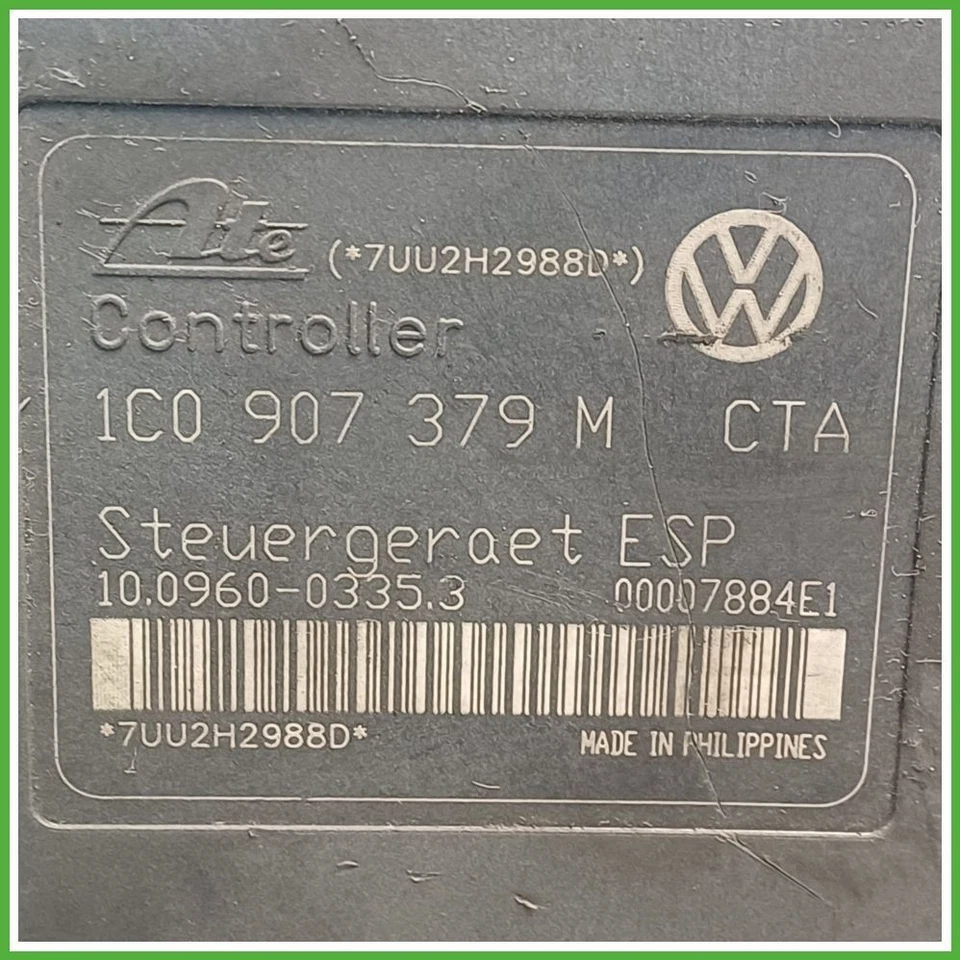 Ate (*7UU2H2988D*)
Controller
1C0 907 379 M CTA
Steuergeraet ESP
10.0960-0335.3 00007884E1
*7UU2H2988D*
MADE IN PHILIPPINES